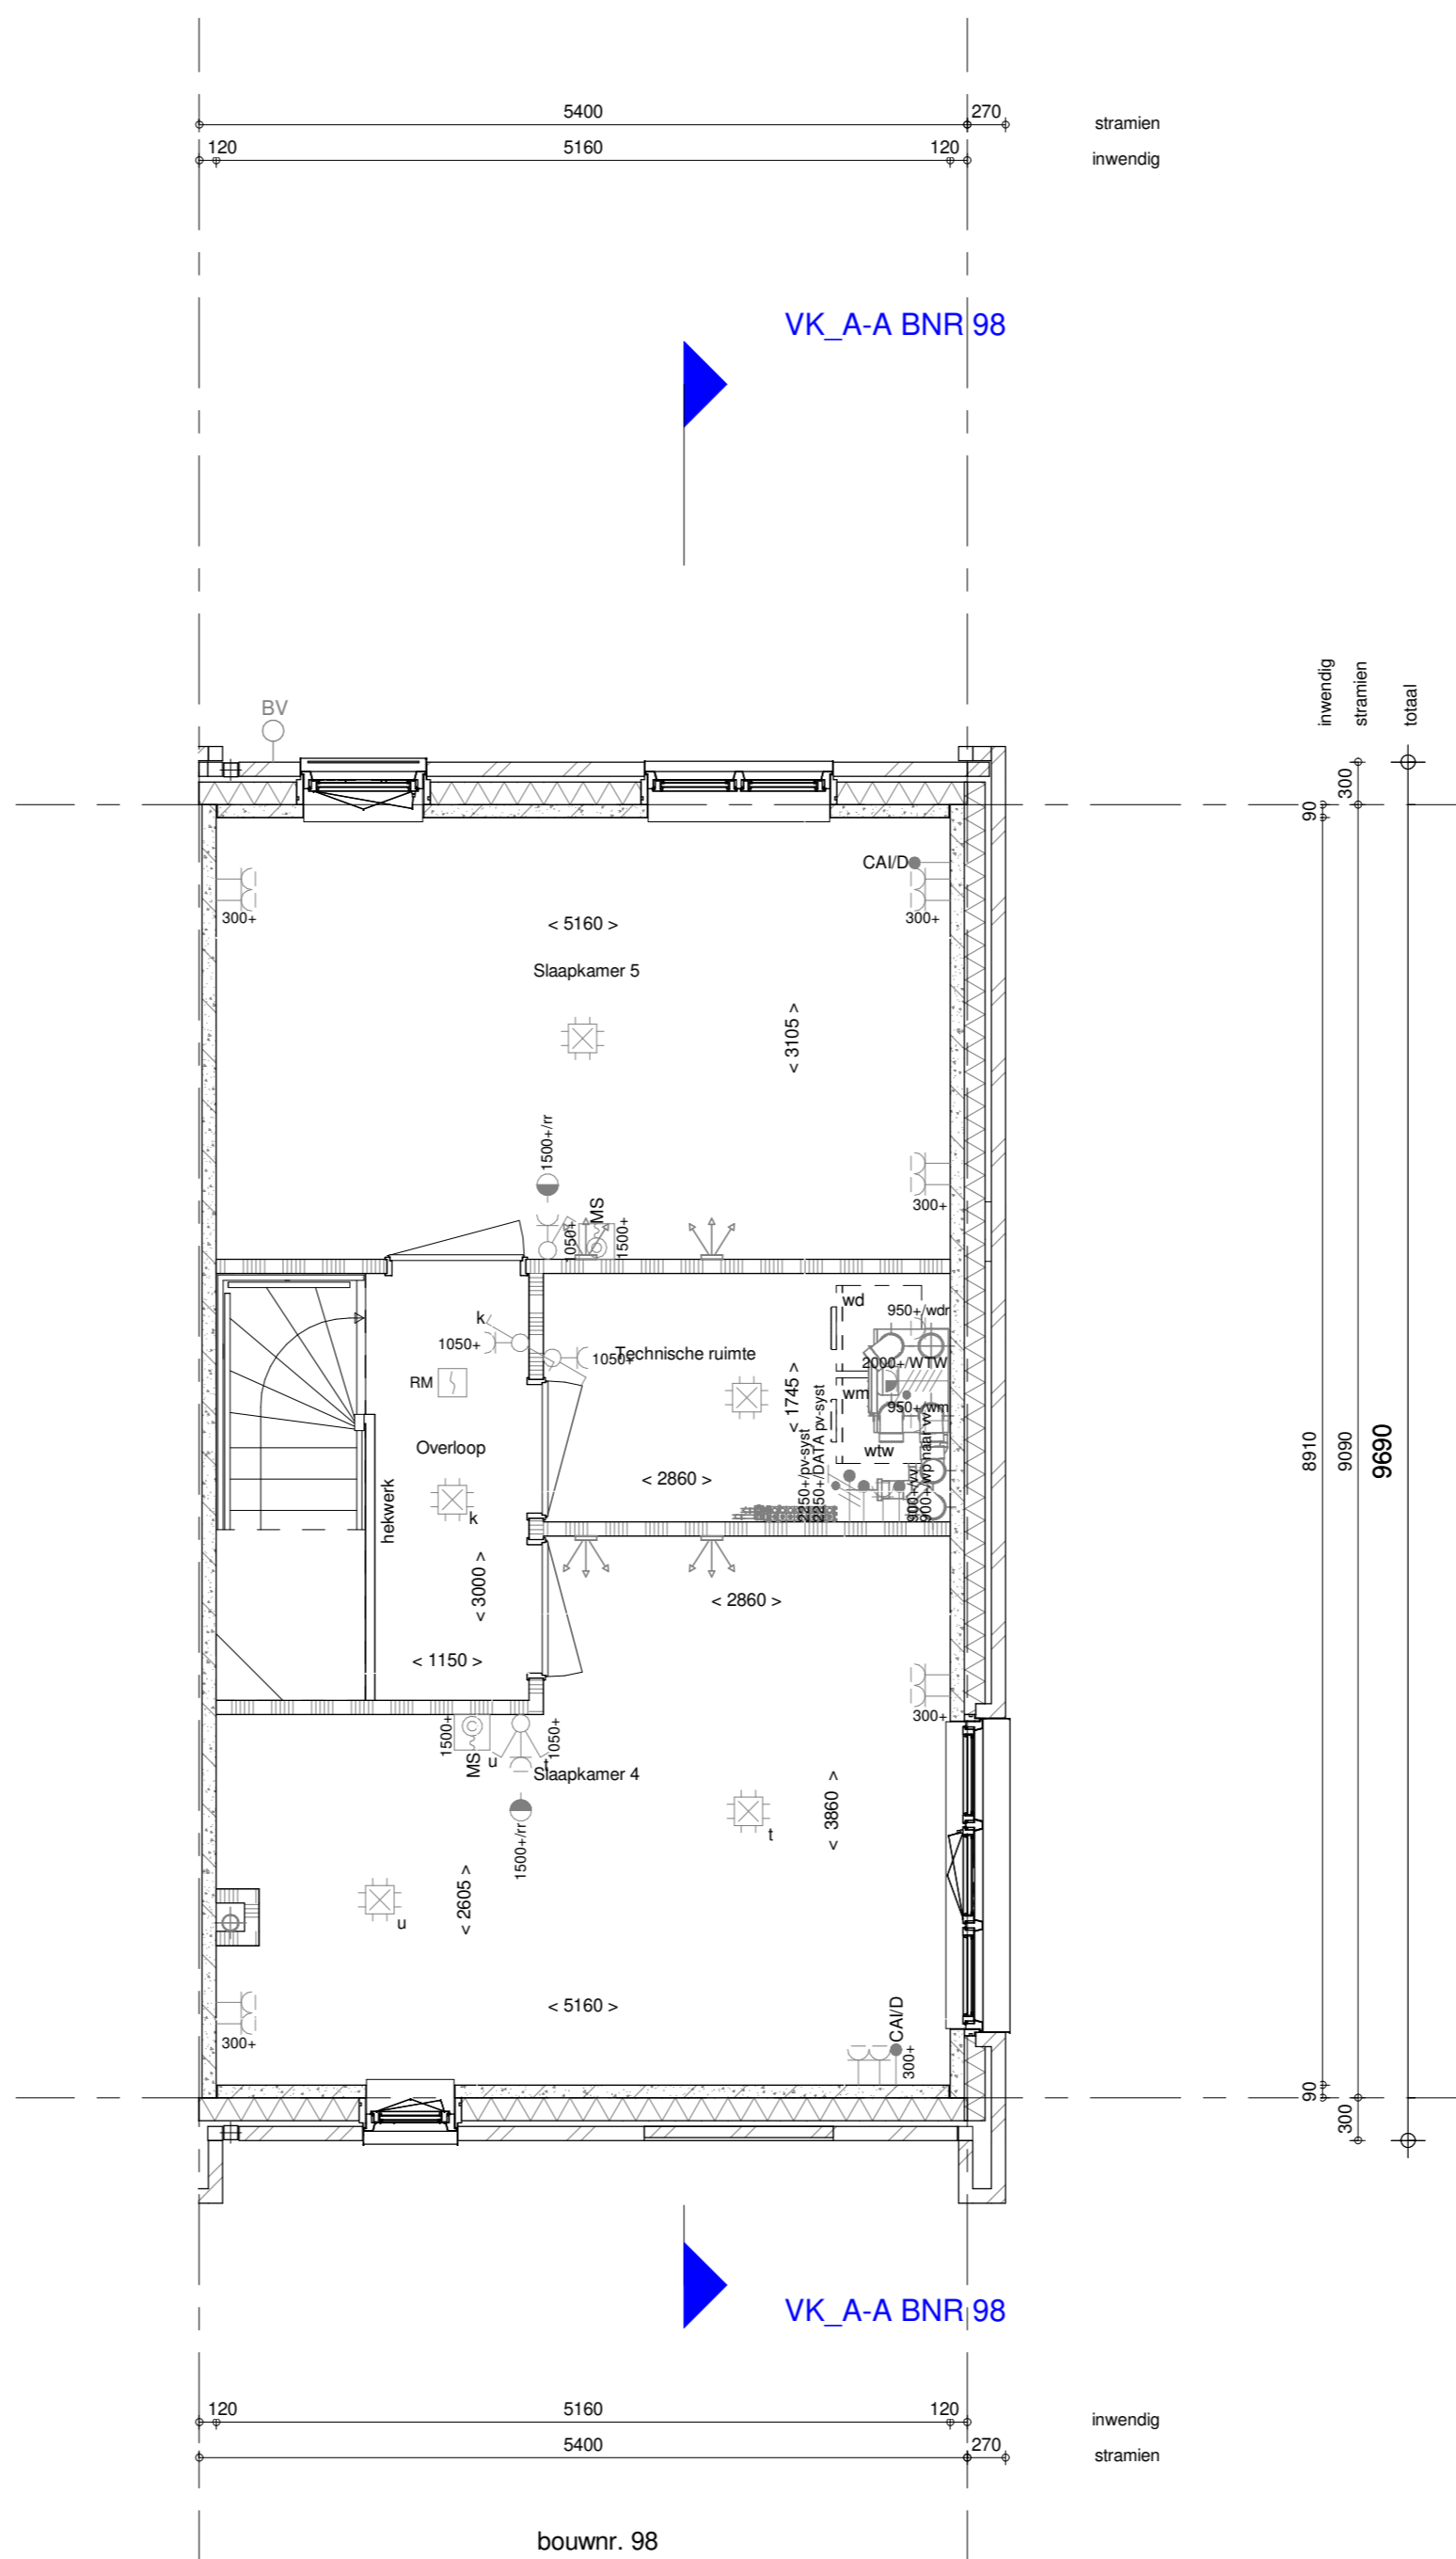 5400
270
stramien
120
5160
120
inwendig
VK_A-A BNR 98
inwendig
stramien
totaal
BV
300
90
CAI/D
300+
300+
< 5160 >
Slaapkamer 5
< 3105 >
1500+/rr
MS
1050+
1500+
300+
wd
950+/wdr
k
1050+
1050+
Technische ruimte
2000+/WTW
RM
wm
< 1745 >
950+/wm
Overloop
wtw
2250+/pv-syst
2250+/DATA pv-syst
900+/wp naar vv
< 2860 >
hekwerk
k
8910
9090
9690
< 3000 >
< 2860 >
< 1150 >
300+
1500+
MS
u
1050+
t
Slaapkamer 4
< 3860 >
t
1500+/rr
< 2605 >
u
< 5160 >
300+
CAI/D
300+
90
300
VK_A-A BNR 98
120
5160
120
inwendig
5400
270
stramien
bouwnr. 98